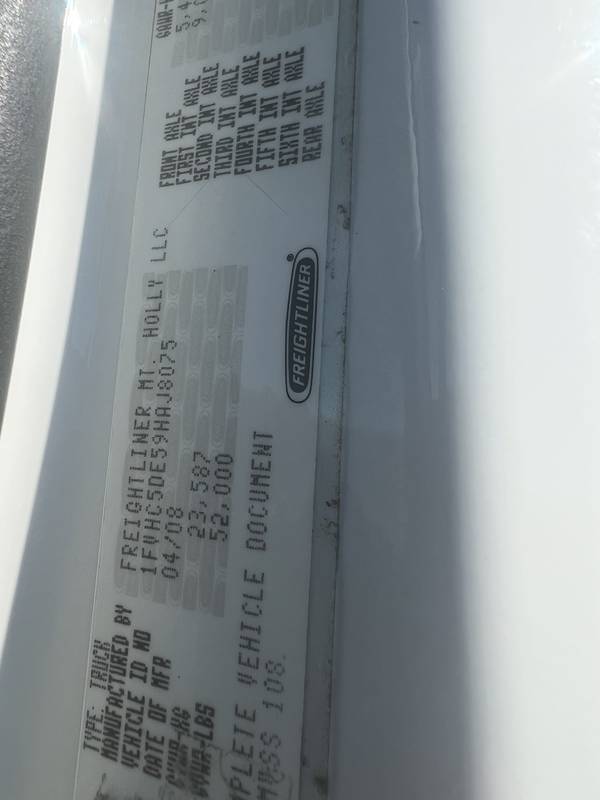 TYPE: TRUCK
MANUFACTURED BY FREIGHTLINER MT. HOLLY LLC
VEHICLE ID NO 1FVHC5DE59HAJ8075
DATE OF MFR 04/08
GVWR-KG 23,587
GVWR-LBS 52,000
PLETE VEHICLE DOCUMENT
108
FRONT AXLE
FIRST INT AXLE
SECOND INT AXLE
THIRD INT AXLE
FOURTH INT AXLE
FIFTH INT AXLE
SIXTH INT AXLE
REAR AXLE
FREIGHTLINER®